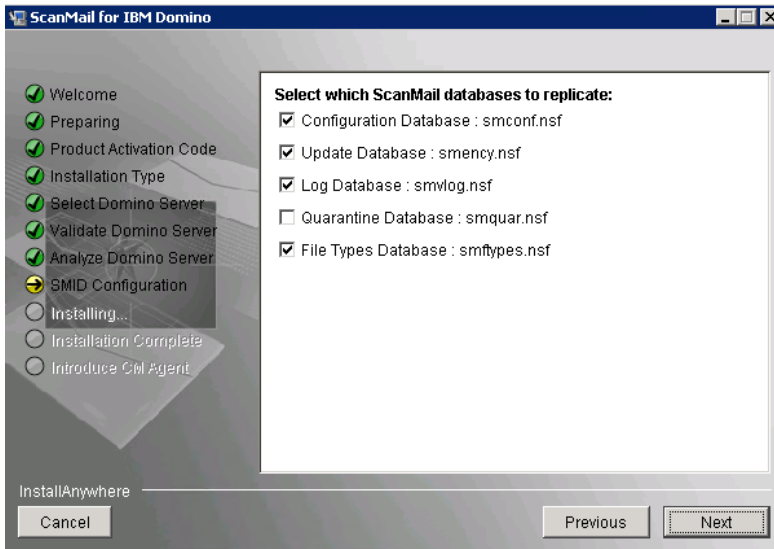 ScanMail for IBM Domino
Welcome
Preparing
Product Activation Code
Installation Type
Select Domino Server
Validate Domino Server
Analyze Domino Server
SMID Configuration
Installing...
Installation Complete
Introduce CM Agent
Select which ScanMail databases to replicate:
Configuration Database : smconf.nsf
Update Database : smency.nsf
Log Database : smvlog.nsf
Quarantine Database : smquar.nsf
File Types Database : smftypes.nsf
InstallAnywhere
Cancel
Previous
Next